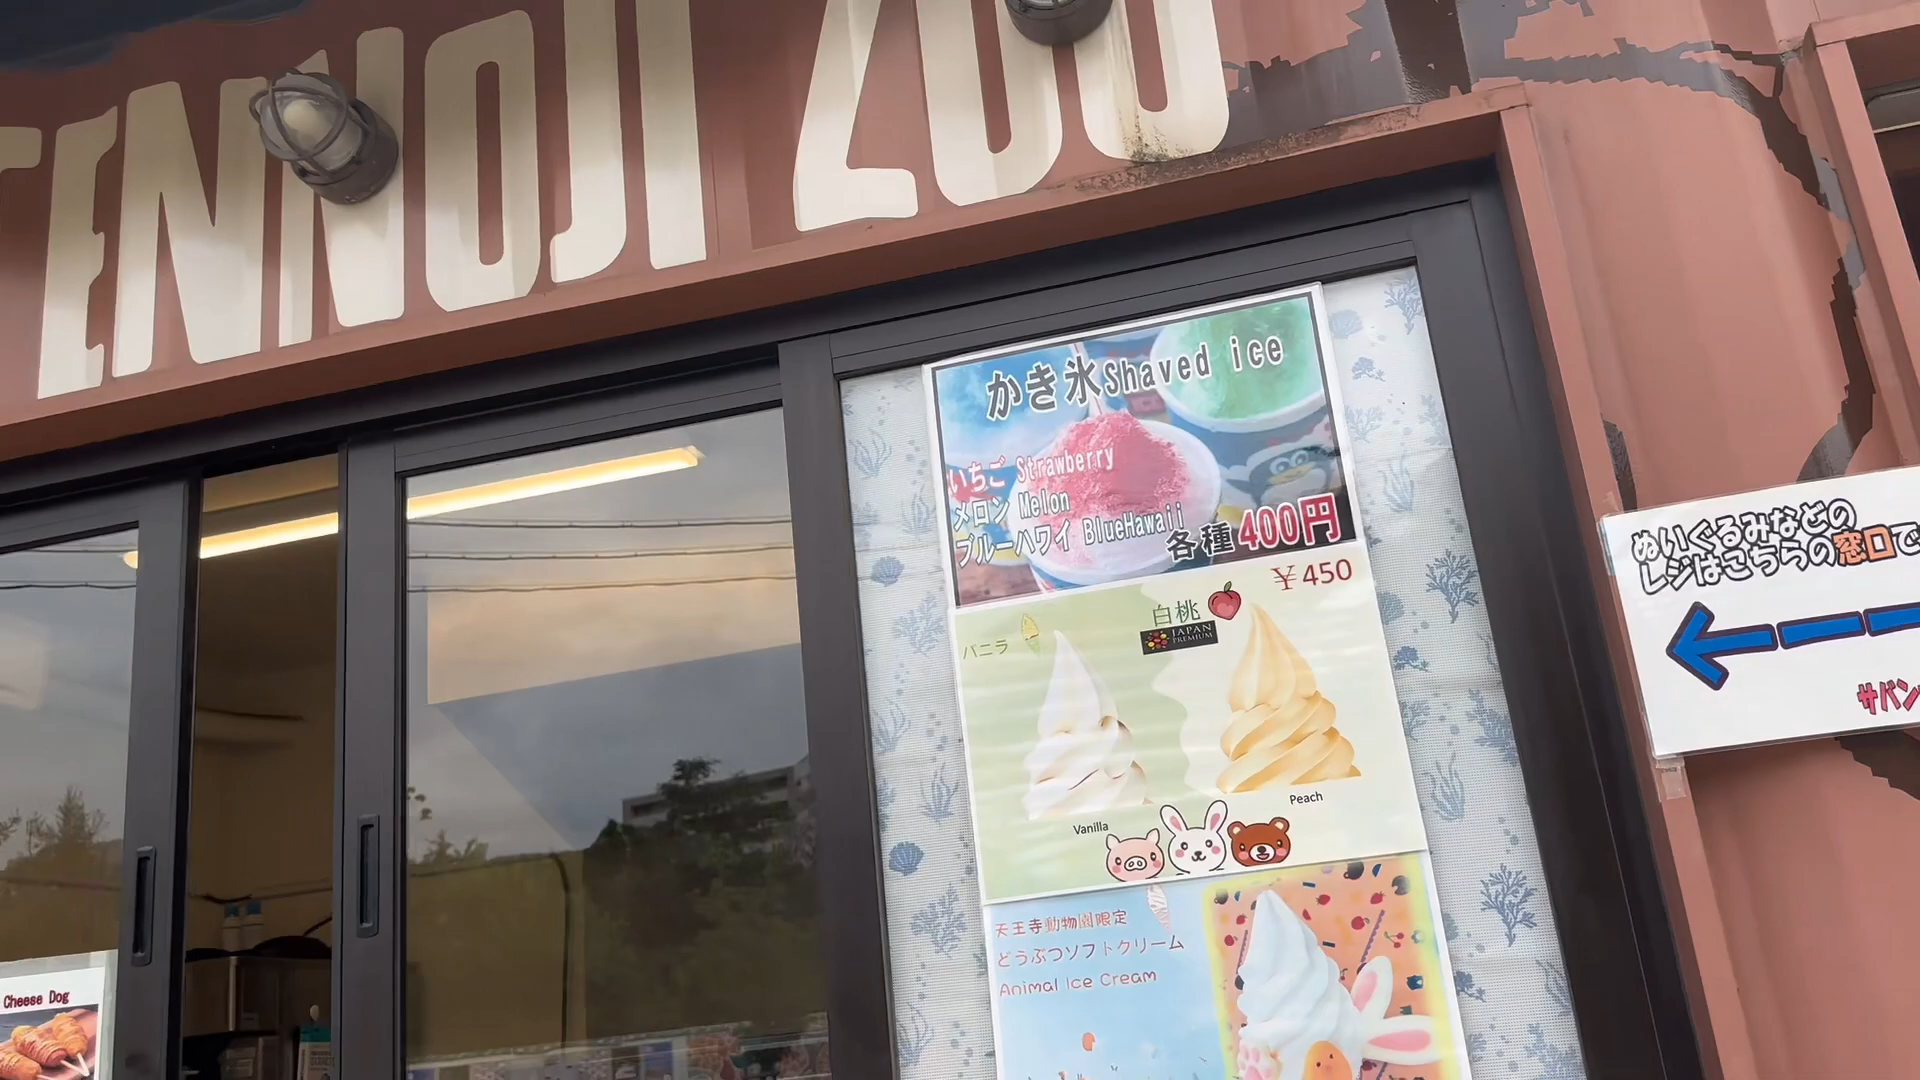 TENNOJI ZOO
かき氷Shaved ice
いちご Strawberry
メロン Melon
ブルーハワイ BlueHawaii
各種400円
¥450
白桃
JAPAN
PREMIUM
バニラ
Peach
Vanilla
天王寺動物園限定
どうぶつソフトクリーム
Animal Ice Cream
ぬいぐるみなどの
レジはこちらの窓口で
サバン
Cheese Dog